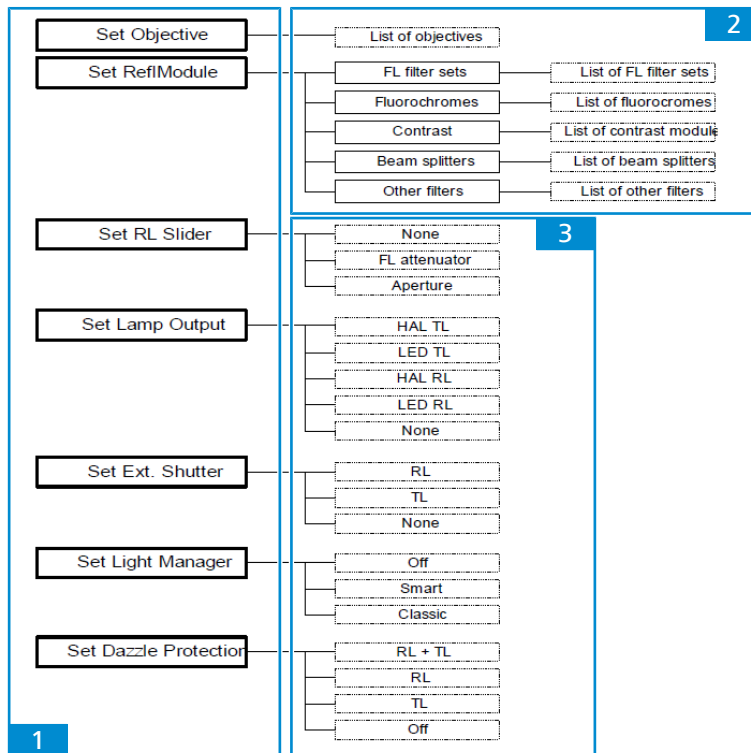 2
Set Objective
List of objectives
Set ReflModule
FL filter sets
List of FL filter sets
Fluorochromes
List of fluorocromes
Contrast
List of contrast module
Beam splitters
List of beam splitters
Other filters
List of other filters
3
Set RL Slider
None
FL attenuator
Aperture
Set Lamp Output
HAL TL
LED TL
HAL RL
LED RL
None
Set Ext. Shutter
RL
TL
None
Set Light Manager
Off
Smart
Classic
Set Dazzle Protection
RL + TL
RL
TL
Off
1